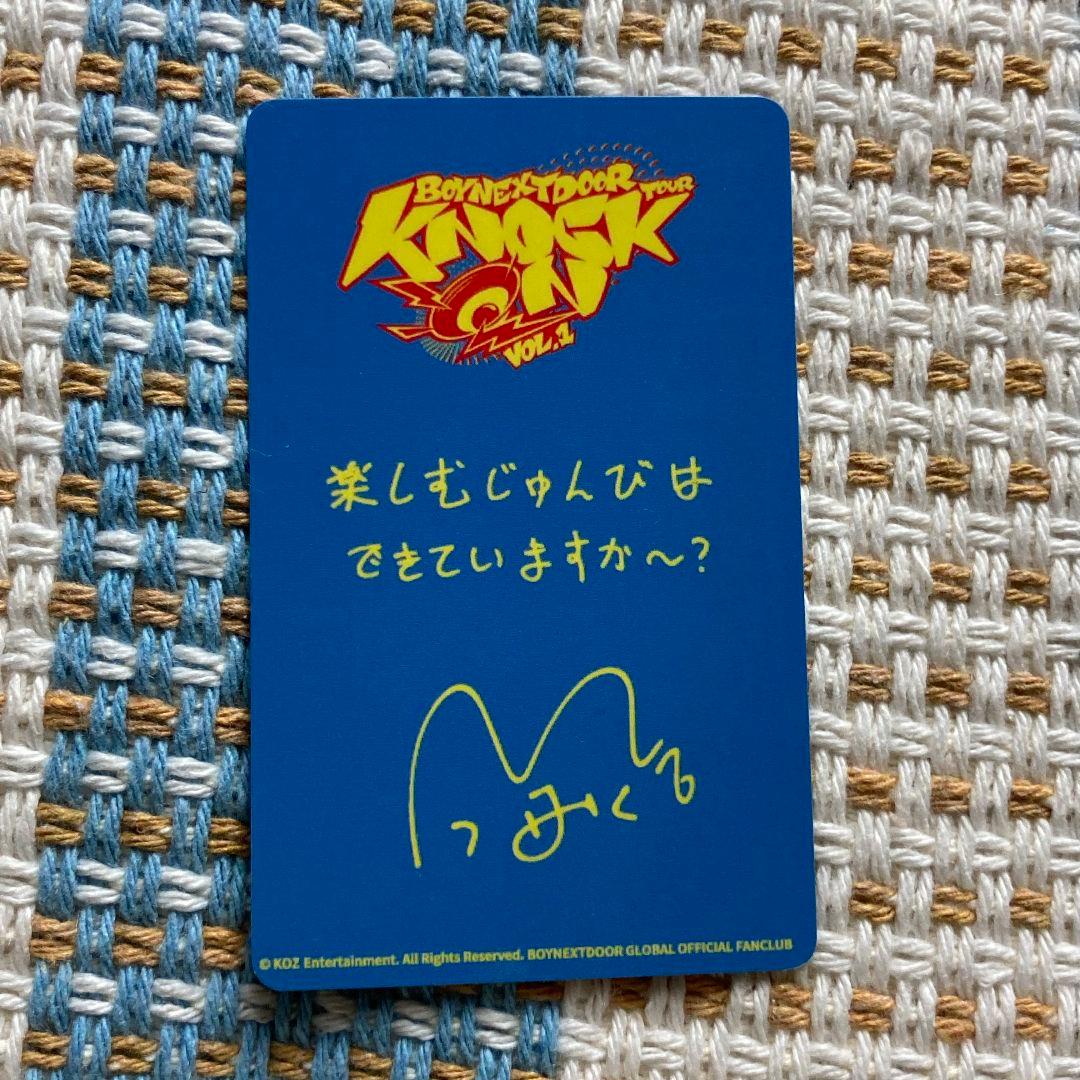 BOYNEXTDOOR TOUR
KNOCK
ON
VOL.1
楽しむじゅんびは
できていますか〜?
© KOZ Entertainment. All Rights Reserved. BOYNEXTDOOR GLOBAL OFFICIAL FANCLUB